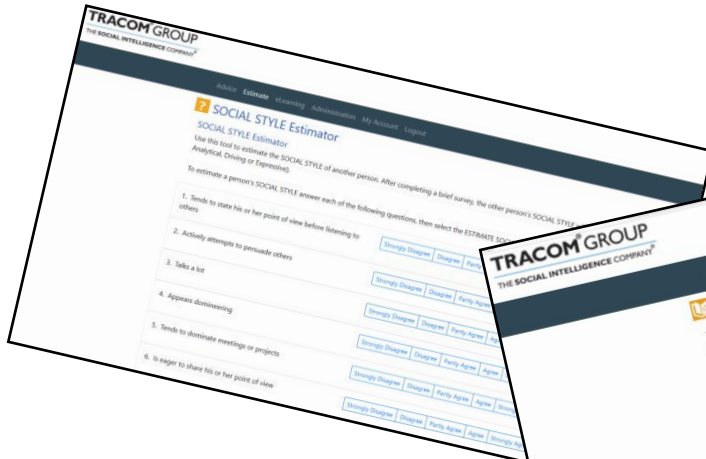 TRACOM® GROUP
THE SOCIAL INTELLIGENCE COMPANY®
Advice Estimate eLearning Administration My Account Logout
? SOCIAL STYLE Estimator
SOCIAL STYLE Estimator
Use this tool to estimate the SOCIAL STYLE of another person. After completing a brief survey, the other person's SOCIAL STYLE
Analytical, Driving or Expressive).
To estimate a person's SOCIAL STYLE answer each of the following questions, then select the ESTIMATE
1. Tends to state his or her point of view before listening to
others
Strongly Disagree Disagree Partly
2. Actively attempts to persuade others
Strongly Disagree Disagree Partly Agree
3. Talks a lot
Strongly Disagree Disagree Partly Agree
4. Appears domineering
Strongly Disagree Disagree Partly Agree Agree
5. Tends to dominate meetings or projects
Strongly Disagree Disagree Partly Agree Agree
6. Is eager to share his or her point of view
Strongly Disagree Disagree Partly Agree Agree Strongly
TRACOM® GROUP
THE SOCIAL INTELLIGENCE COMPANY®